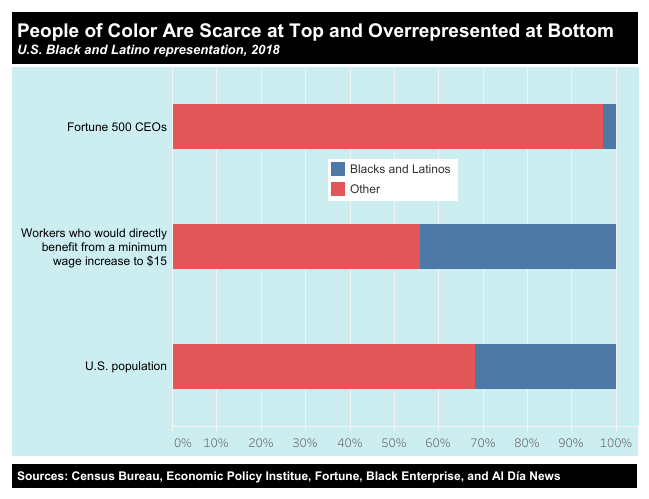 People of Color Are Scarce at Top and Overrepresented at Bottom
U.S. Black and Latino representation, 2018
Fortune 500 CEOs
Blacks and Latinos
Other
Workers who would directly
benefit from a minimum
wage increase to $15
U.S. population
0% 10% 20% 30% 40% 50% 60% 70% 80% 90% 100%
Sources: Census Bureau, Economic Policy Institue, Fortune, Black Enterprise, and Al Día News